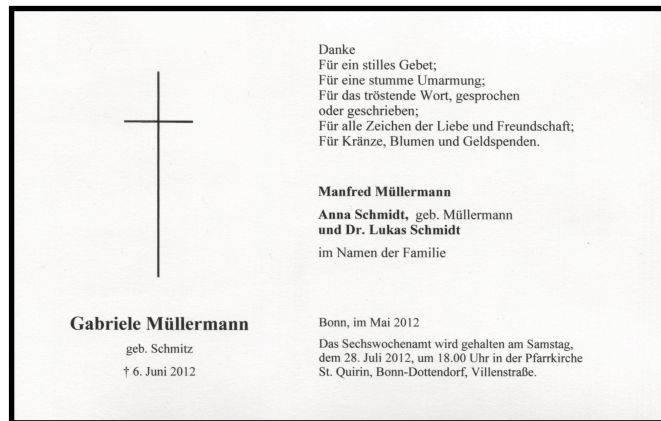 Gabriele Müllermann
geb. Schmitz
† 6. Juni 2012
Danke
Für ein stilles Gebet;
Für eine stumme Umarmung;
Für das tröstende Wort, gesprochen
oder geschrieben;
Für alle Zeichen der Liebe und Freundschaft;
Für Kränze, Blumen und Geldspenden.
Manfred Müllermann
Anna Schmidt, geb. Müllermann
und Dr. Lukas Schmidt
im Namen der Familie
Bonn, im Mai 2012
Das Sechswochenamt wird gehalten am Samstag,
dem 28. Juli 2012, um 18.00 Uhr in der Pfarrkirche
St. Quirin, Bonn-Dottendorf, Villenstraße.